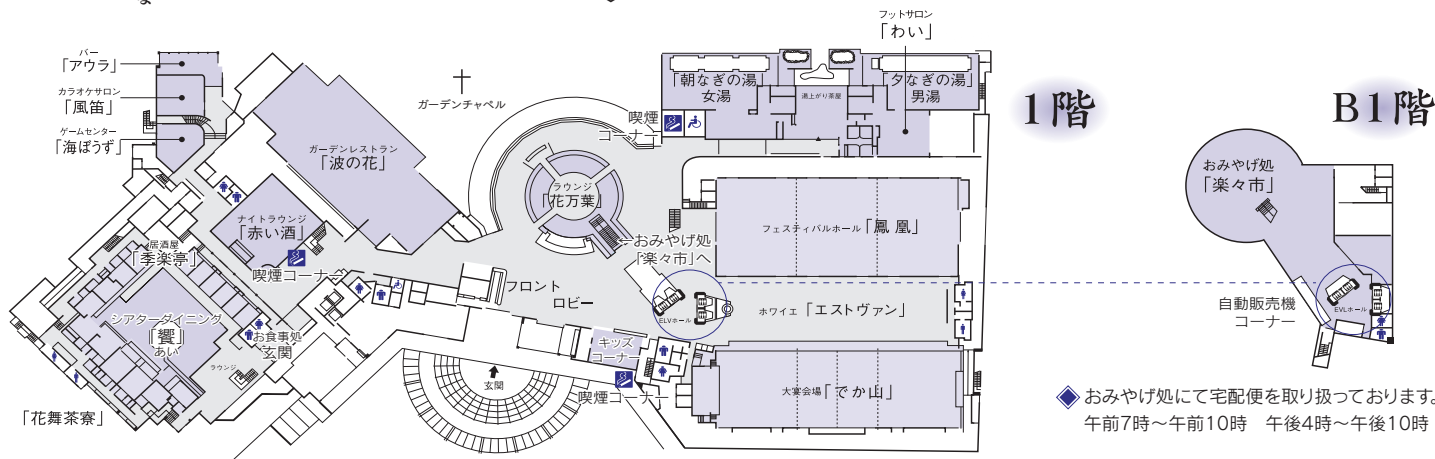 フットサロン
「わい」
バー
「アウラ」
カラオケサロン
「風笛」
ゲームセンター
「海ぼうず」
ガーデンチャペル
ガーデンレストラン
「波の花」
喫煙
コーナー
「朝なぎの湯」
女湯
湯上がり茶屋
「夕なぎの湯」
男湯
1階
B1階
おみやげ処
「楽々市」
ラウンジ
「花万葉」
ナイトラウンジ
「赤い酒」
喫煙コーナー
居酒屋
「季楽亭」
おみやげ処
「楽々市」へ
フェスティバルホール「鳳凰」
フロント
ロビー
ELVホール
ホワイエ「エストヴァン」
自動販売機
コーナー
EVLホール
シアターダイニング
「饗」
あい
お食事処
玄関
ラウンジ
「花舞茶寮」
キッズ
コーナー
玄関
喫煙コーナー
大宴会場「でか山」
おみやげ処にて宅配便を取り扱っております。
午前7時〜午前10時 午後4時〜午後10時